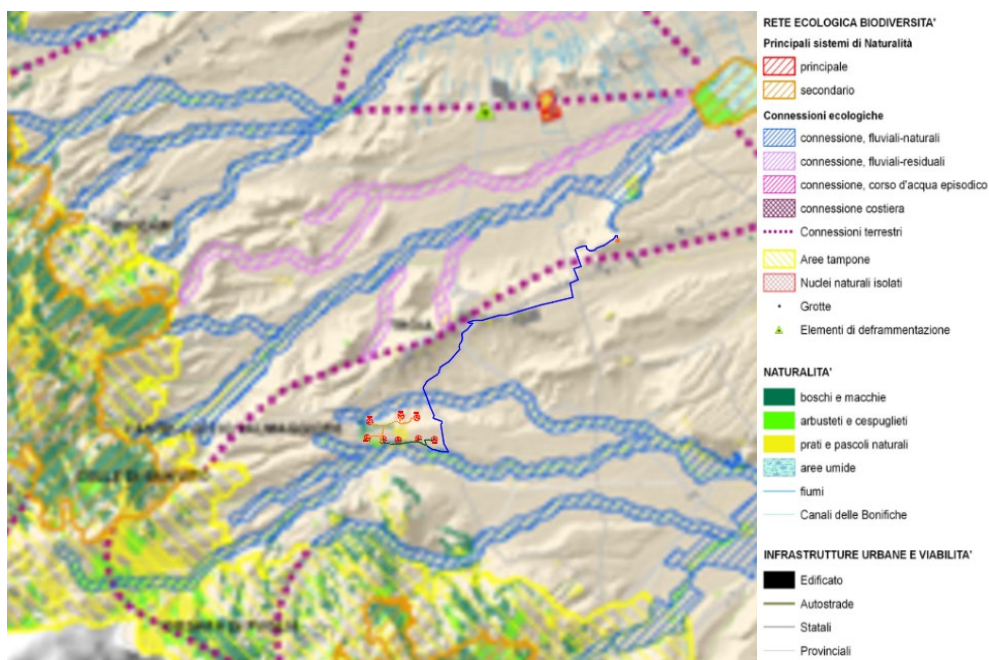 RETE ECOLOGICA BIODIVERSITA'
Principali sistemi di Naturalità
principale
secondario
Connessioni ecologiche
connessione, fluviali-naturali
connessione, fluviali-residuali
connessione, corso d'acqua episodico
connessione costiera
Connessioni terrestri
Aree tampone
Nuclei naturali isolati
Grotte
Elementi di deframmentazione
NATURALITA'
boschi e macchie
arbusteti e cespuglieti
prati e pascoli naturali
aree umide
fiumi
Canali delle Bonifiche
INFRASTRUTTURE URBANE E VIABILITA'
Edificato
Autostrade
Statali
Provinciali